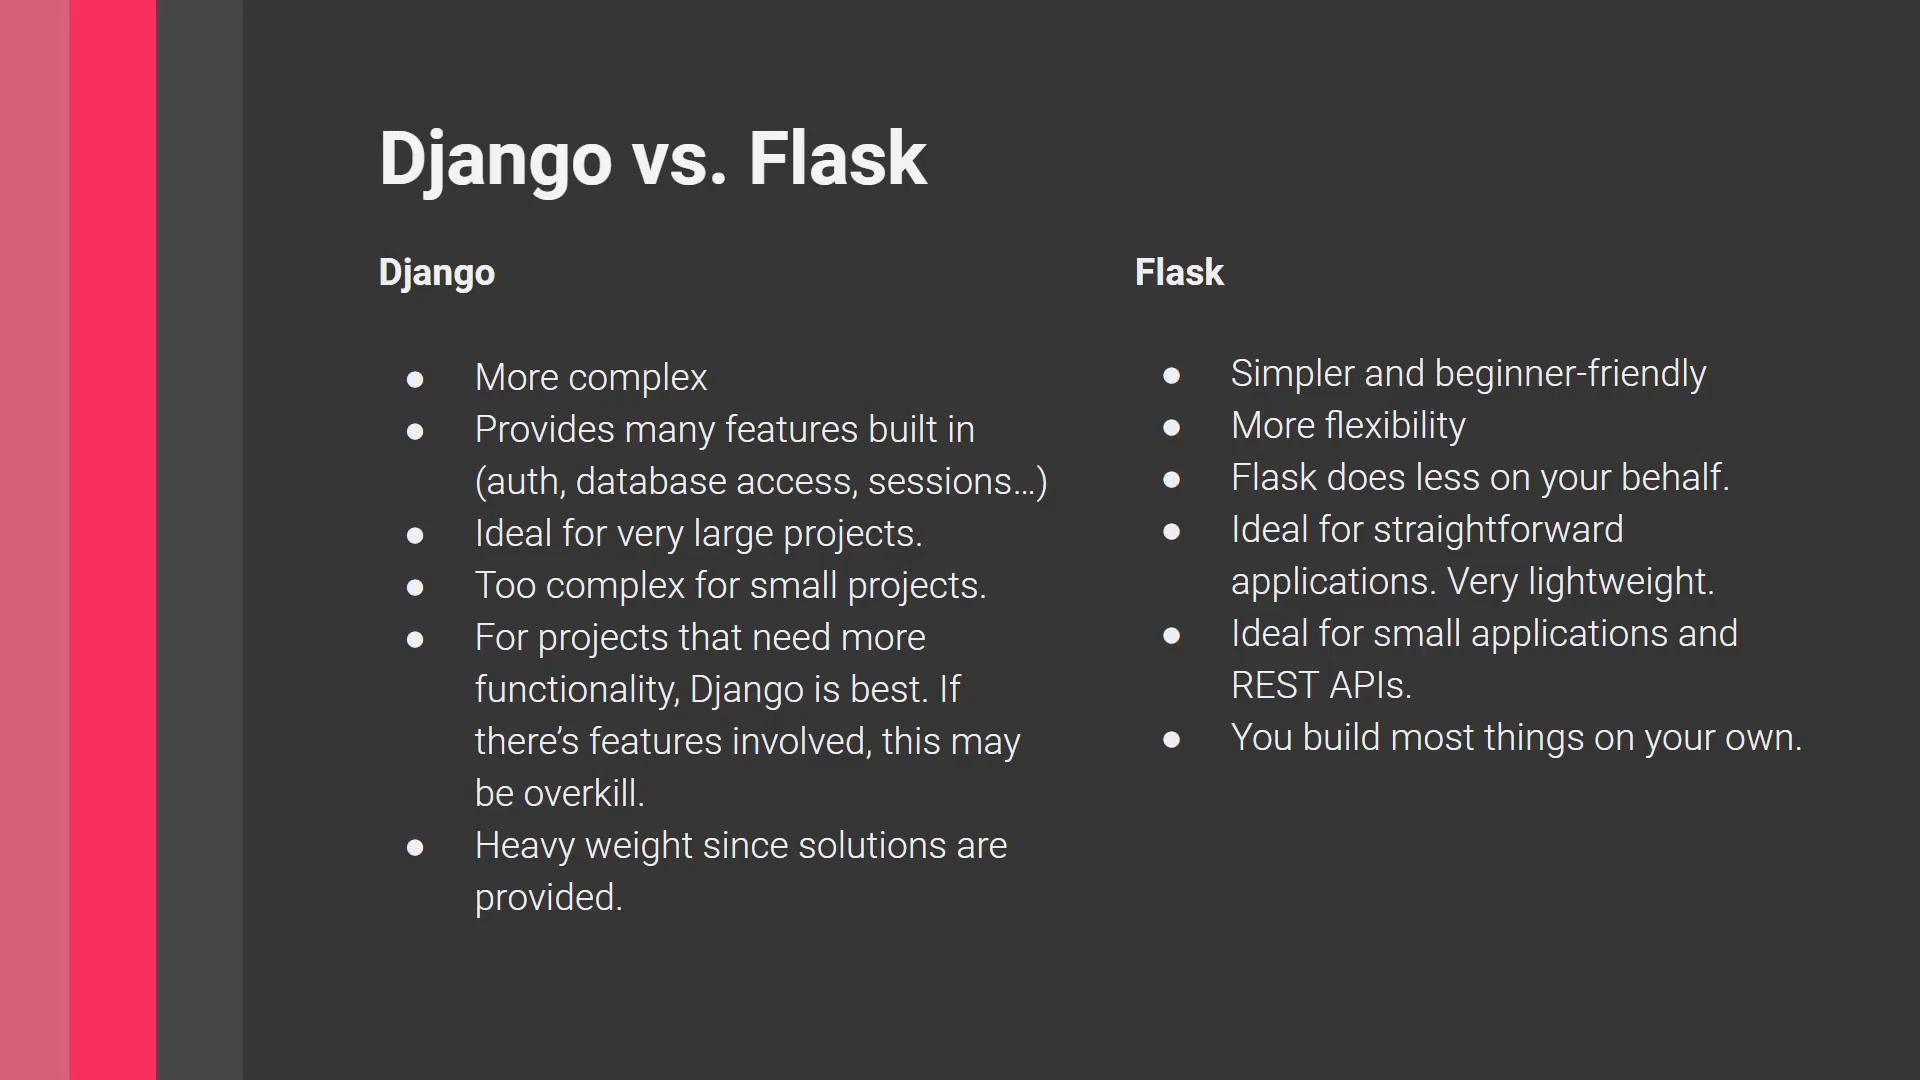 Django vs. Flask
Django
● More complex
● Provides many features built in
(auth, database access, sessions...)
● Ideal for very large projects.
● Too complex for small projects.
● For projects that need more
functionality, Django is best. If
there’s features involved, this may
be overkill.
● Heavy weight since solutions are
provided.
Flask
● Simpler and beginner-friendly
● More flexibility
● Flask does less on your behalf.
● Ideal for straightforward
applications. Very lightweight.
● Ideal for small applications and
REST APIs.
● You build most things on your own.